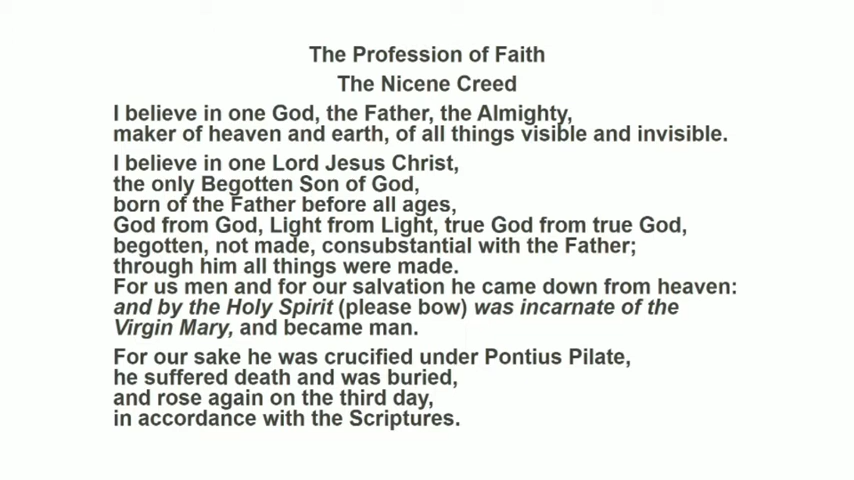 The Profession of Faith
The Nicene Creed
I believe in one God, the Father, the Almighty,
maker of heaven and earth, of all things visible and invisible.
I believe in one Lord Jesus Christ,
the only Begotten Son of God,
born of the Father before all ages,
God from God, Light from Light, true God from true God,
begotten, not made, consubstantial with the Father;
through him all things were made.
For us men and for our salvation he came down from heaven:
and by the Holy Spirit (please bow) was incarnate of the
Virgin Mary, and became man.
For our sake he was crucified under Pontius Pilate,
he suffered death and was buried,
and rose again on the third day,
in accordance with the Scriptures.